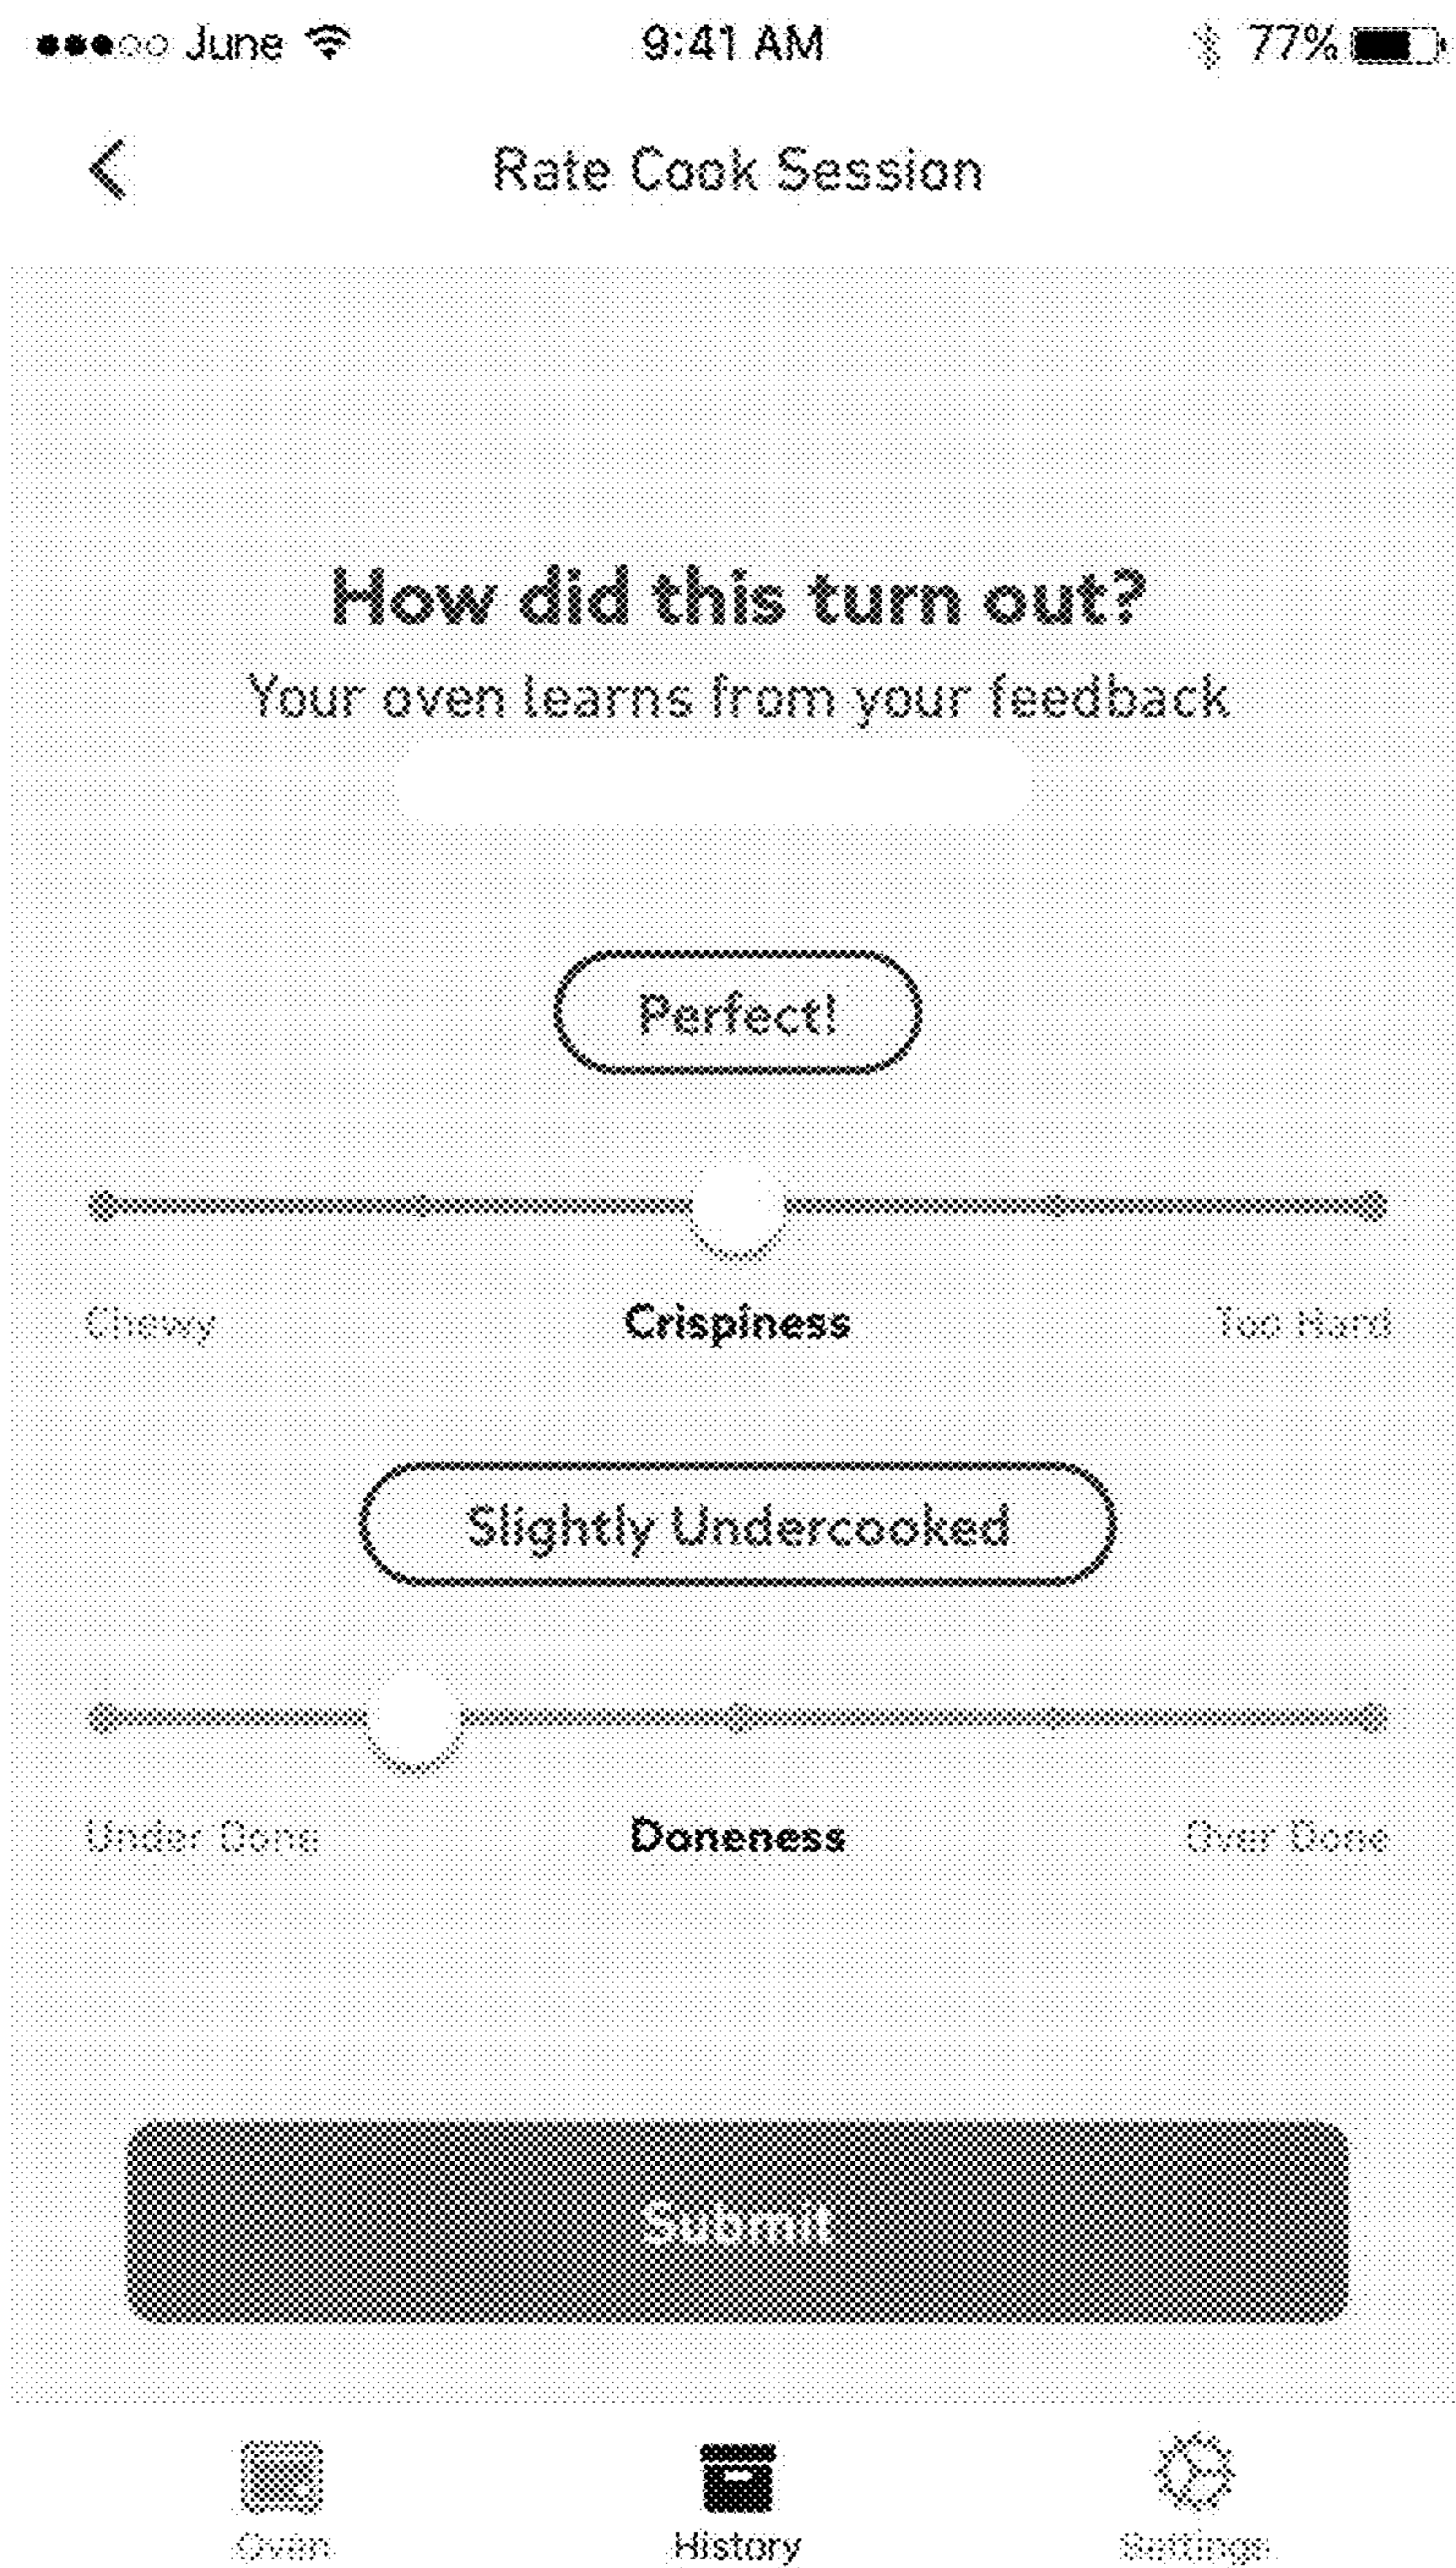 June 9:41 AM 77%
Rate Cook Session
How did this turn out?
Your oven learns from your feedback
Perfect!
Chewy Crispiness Too Hard
Slightly Undercooked
Under Done Doneness Over Done
Submit
Oven History Settings